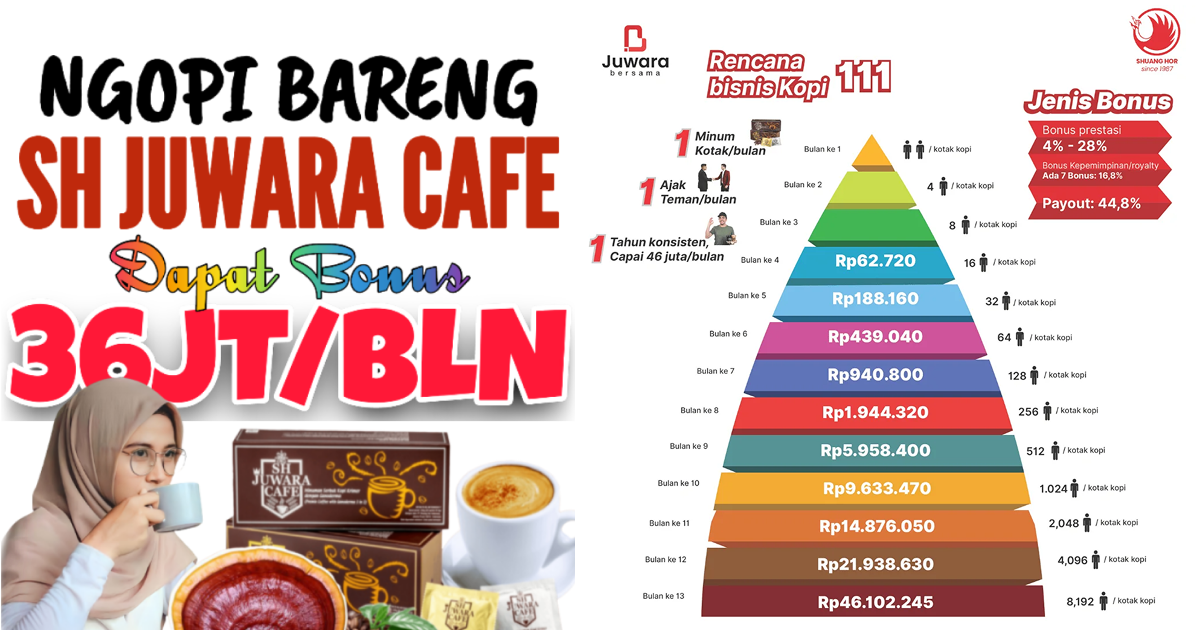 NGOPI BARENG
SH JUWARA CAFE
Dapat Bonus
36JT/BLN
SH
JUWARA
CAFE
SH
JUWARA
CAFE
SH
JUWARA
CAFE
Juwara
bersama
Rencana
bisnis Kopi 111
SHUANG HOR
since 1987
1 Minum
Kotak/bulan
1 Ajak
Teman/bulan
1 Tahun konsisten,
Capai 46 juta/bulan
Jenis Bonus
Bonus prestasi
4% - 28%
Bonus Kepemimpinan/royalty
Ada 7 Bonus: 16,8%
Payout: 44,8%
Bulan ke 1 / kotak kopi
Bulan ke 2 4 / kotak kopi
Bulan ke 3 8 / kotak kopi
Bulan ke 4 Rp62.720 16 / kotak kopi
Bulan ke 5 Rp188.160 32 / kotak kopi
Bulan ke 6 Rp439.040 64 / kotak kopi
Bulan ke 7 Rp940.800 128 / kotak kopi
Bulan ke 8 Rp1.944.320 256 / kotak kopi
Bulan ke 9 Rp5.958.400 512 / kotak kopi
Bulan ke 10 Rp9.633.470 1.024 / kotak kopi
Bulan ke 11 Rp14.876.050 2,048 / kotak kopi
Bulan ke 12 Rp21.938.630 4,096 / kotak kopi
Bulan ke 13 Rp46.102.245 8,192 / kotak kopi